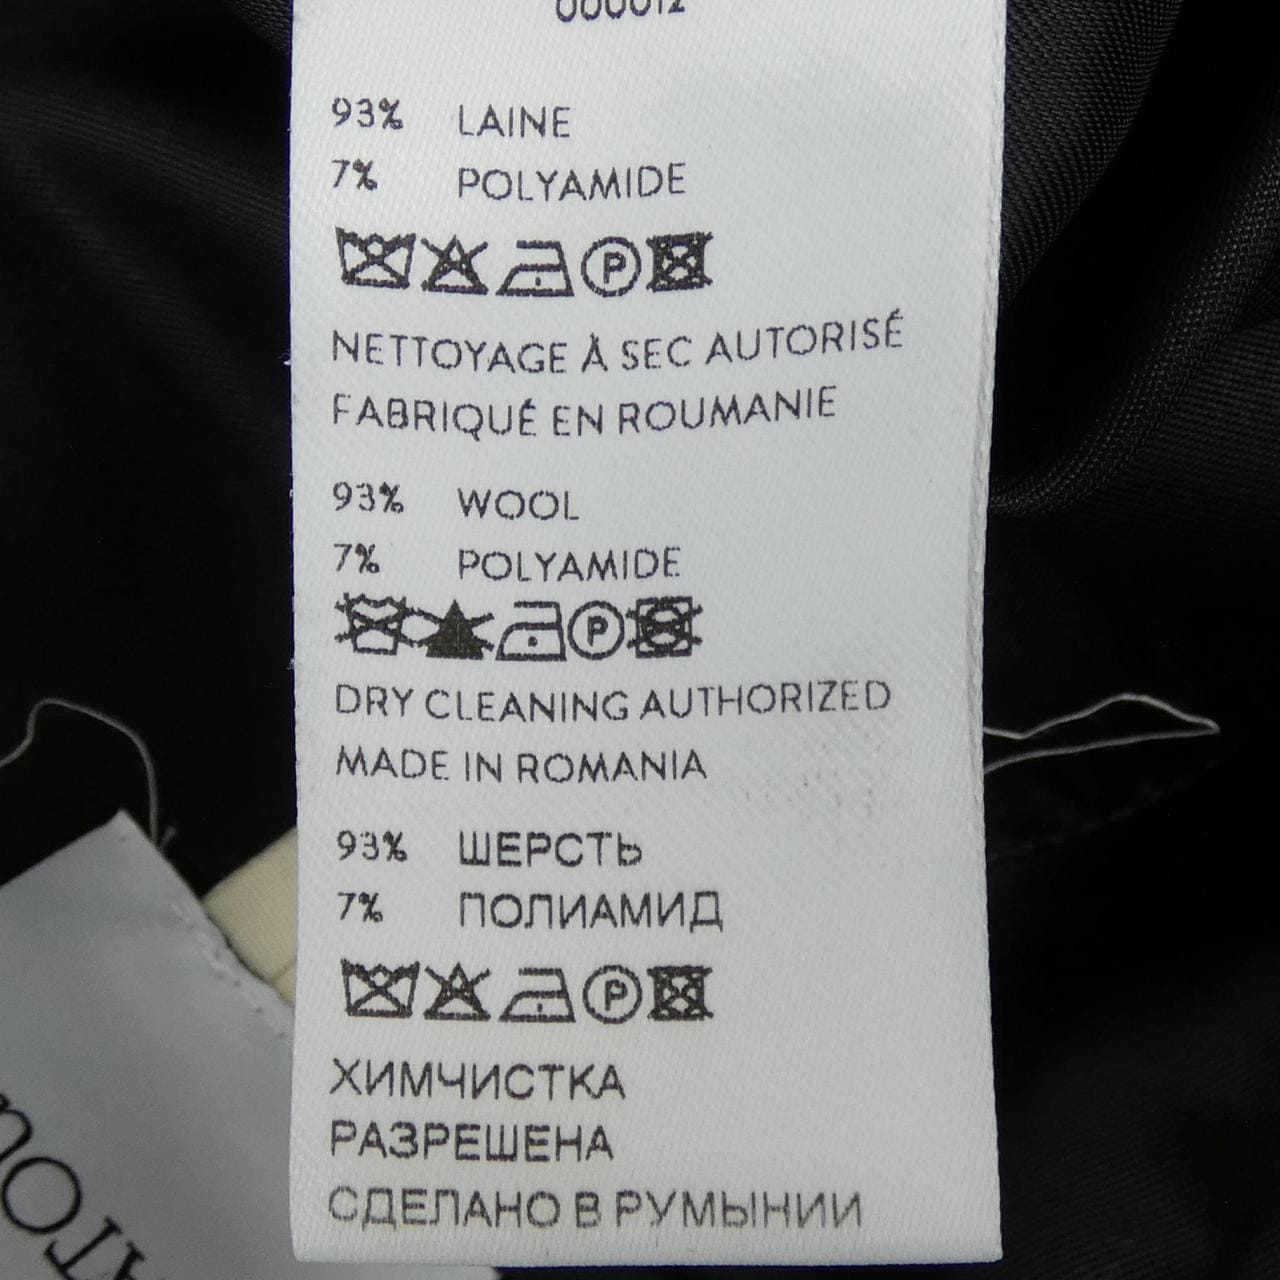 000012
93% LAINE
7% POLYAMIDE
P
NETTOYAGE À SEC AUTORISÉ
FABRIQUÉ EN ROUMANIE
93% WOOL
7% POLYAMIDE
P
DRY CLEANING AUTHORIZED
MADE IN ROMANIA
93% ШЕРСТЬ
7% ПОЛИАМИД
P
ХИМЧИСТКА
РАЗРЕШЕНА
СДЕЛАНО В РУМЫНИИ